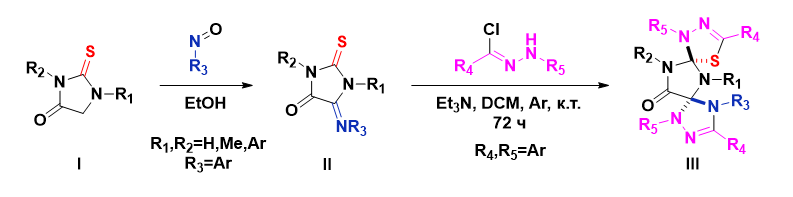 S
R₂
N
N
R₁
O
I
N
O
R₃
EtOH
R₁,R₂=H,Me,Ar
R₃=Ar
S
R₂
N
N
R₁
O
NR₃
II
Cl
H
N
R₄
N
R₅
Et₃N, DCM, Ar, к.т.
72 ч
R₄,R₅=Ar
R₅
N
N
R₄
R₂
S
N
N
R₁
O
N
R₃
R₅
N
N
R₄
III